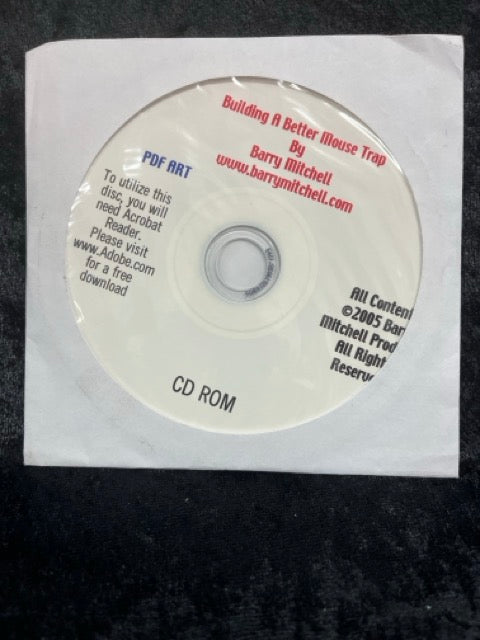 Building A Better Mouse Trap
By
Barry Mitchell
www.barrymitchell.com
PDF ART
To utilize this
disc, you will
need Acrobat
Reader.
Please visit
www.Adobe.com
for a free
download
All Content
©2005 Bar
Mitchell Prod
All Right
Reserv
CD ROM